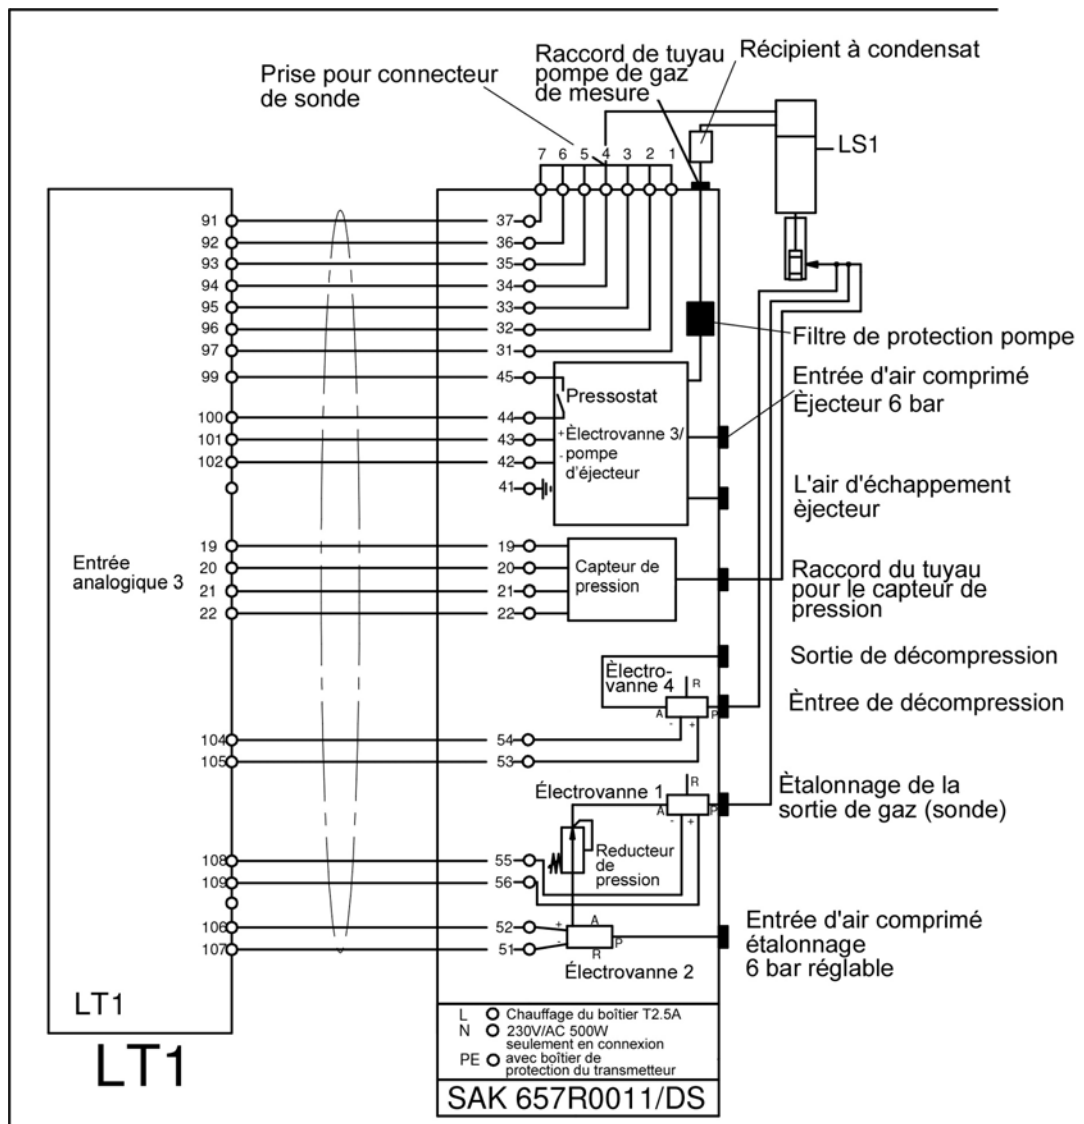 Raccord de tuyau
pompe de gaz
de mesure
Récipient à condensat
Prise pour connecteur
de sonde
LS1
7 6 5 4 3 2 1
91 37
92 36
93 35
94 34
95 33
96 32
97 31
99 45
100 44
101 43
102 42
41
Pressostat
+ Èlectrovanne 3/
- pompe
d'éjecteur
Filtre de protection pompe
Entrée d'air comprimé
Èjecteur 6 bar
L'air d'échappement
èjecteur
Entrée
analogique 3
19 19
20 20
21 21
22 22
Capteur de
pression
Raccord du tuyau
pour le capteur de
pression
Sortie de décompression
Èlectro-
vanne 4
R
A P
- +
Èntree de décompression
104 54
105 53
Électrovanne 1
R
A P
- +
Ètalonnage de la
sortie de gaz (sonde)
Reducteur
de
pression
108 55
109 56
106 52
107 51
+ A
- P
R
Électrovanne 2
Entrée d'air comprimé
étalonnage
6 bar réglable
LT1
LT1
L Chauffage du boîtier T2.5A
N 230V/AC 500W
seulement en connexion
PE avec boîtier de
protection du transmetteur
SAK 657R0011/DS